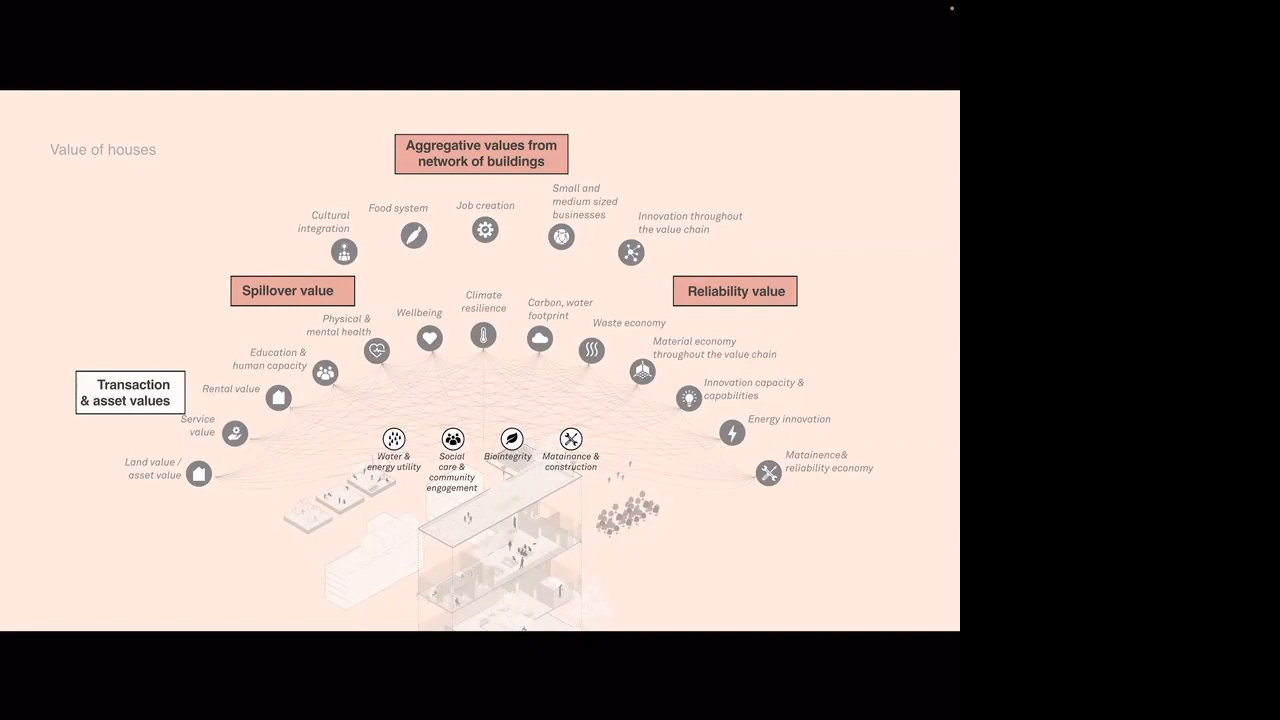 Value of houses
Aggregative values from
network of buildings
Cultural
integration
Food system
Job creation
Small and
medium sized
businesses
Innovation throughout
the value chain
Spillover value
Reliability value
Physical &
mental health
Wellbeing
Climate
resilience
Carbon, water
footprint
Waste economy
Material economy
throughout the value chain
Education &
human capacity
Innovation capacity &
capabilities
Transaction
& asset values
Rental value
Service
value
Energy innovation
Land value /
asset value
Matainence&
reliability economy
Water &
energy utility
Social
care &
community
engagement
Biointegrity
Matainance &
construction